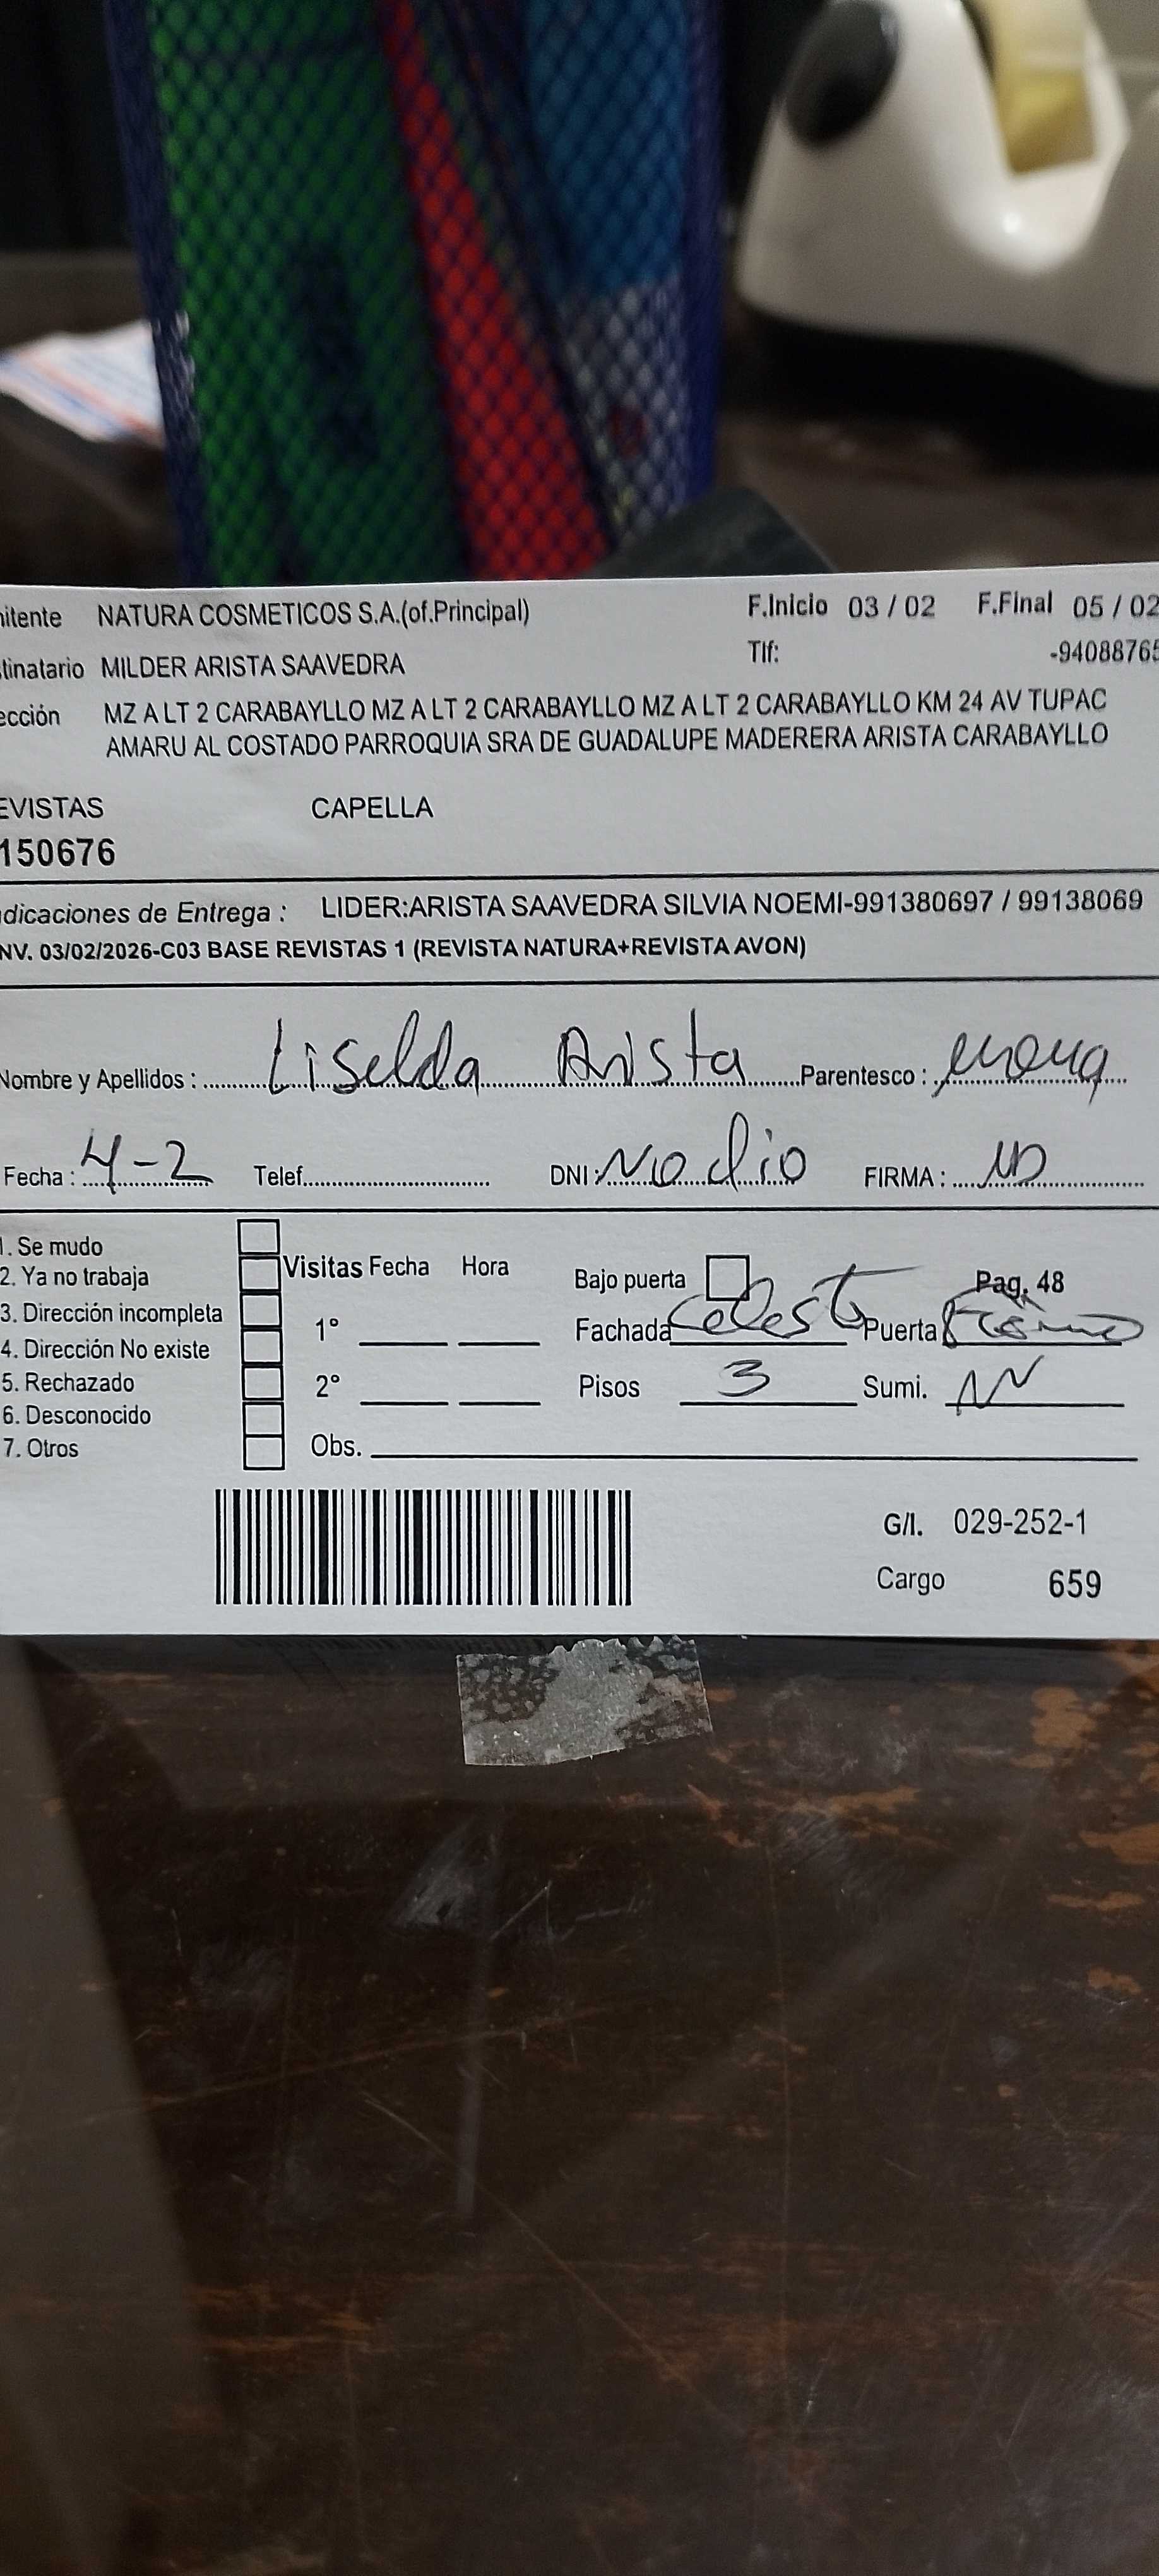 mitente NATURA COSMETICOS S.A.(of.Principal) F.Inicio 03 / 02 F.Final 05 / 02
tinatario MILDER ARISTA SAAVEDRA Tlf: -94088765
ección MZ A LT 2 CARABAYLLO MZ A LT 2 CARABAYLLO MZ A LT 2 CARABAYLLO KM 24 AV TUPAC
AMARU AL COSTADO PARROQUIA SRA DE GUADALUPE MADERERA ARISTA CARABAYLLO
EVISTAS CAPELLA
150676
dicaciones de Entrega : LIDER:ARISTA SAAVEDRA SILVIA NOEMI-991380697 / 99138069
NV. 03/02/2026-C03 BASE REVISTAS 1 (REVISTA NATURA+REVISTA AVON)
Nombre y Apellidos : Liselda Arista Parentesco :
Fecha : 4-2 Telef. DNI : No dio FIRMA : ND
1. Se mudo
2. Ya no trabaja
3. Dirección incompleta
4. Dirección No existe
5. Rechazado
6. Desconocido
7. Otros
Visitas Fecha Hora
1°
2°
Obs.
Bajo puerta Pag. 48
Fachada Celeste Puerta
Pisos 3 Sumi. NN
G/I. 029-252-1
Cargo 659